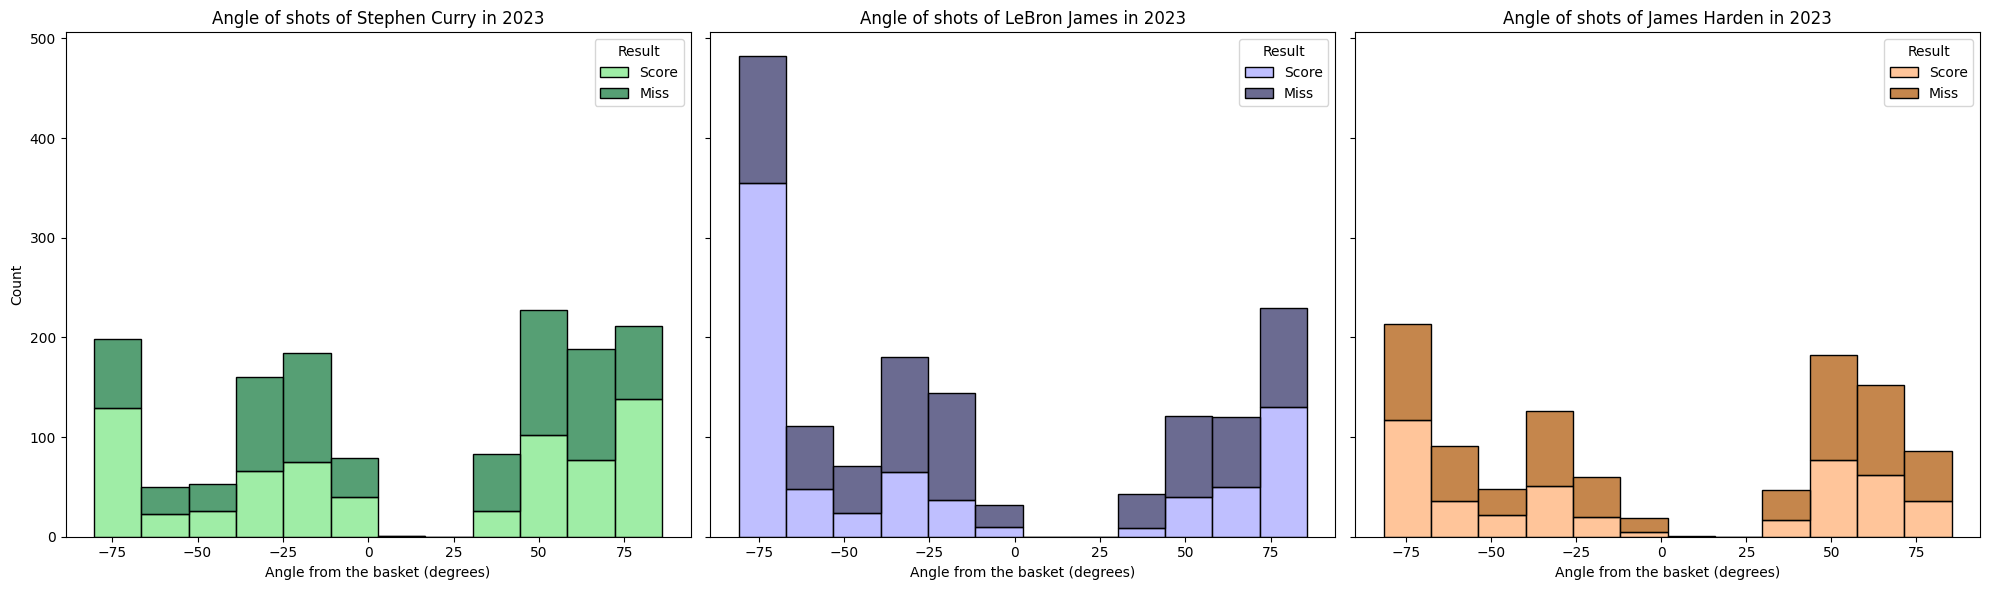 Angle of shots of Stephen Curry in 2023
Angle of shots of LeBron James in 2023
Angle of shots of James Harden in 2023
Result
Score
Miss
Result
Score
Miss
Result
Score
Miss
500
400
300
200
100
0
Count
−75 −50 −25 0 25 50 75
−75 −50 −25 0 25 50 75
−75 −50 −25 0 25 50 75
Angle from the basket (degrees)
Angle from the basket (degrees)
Angle from the basket (degrees)